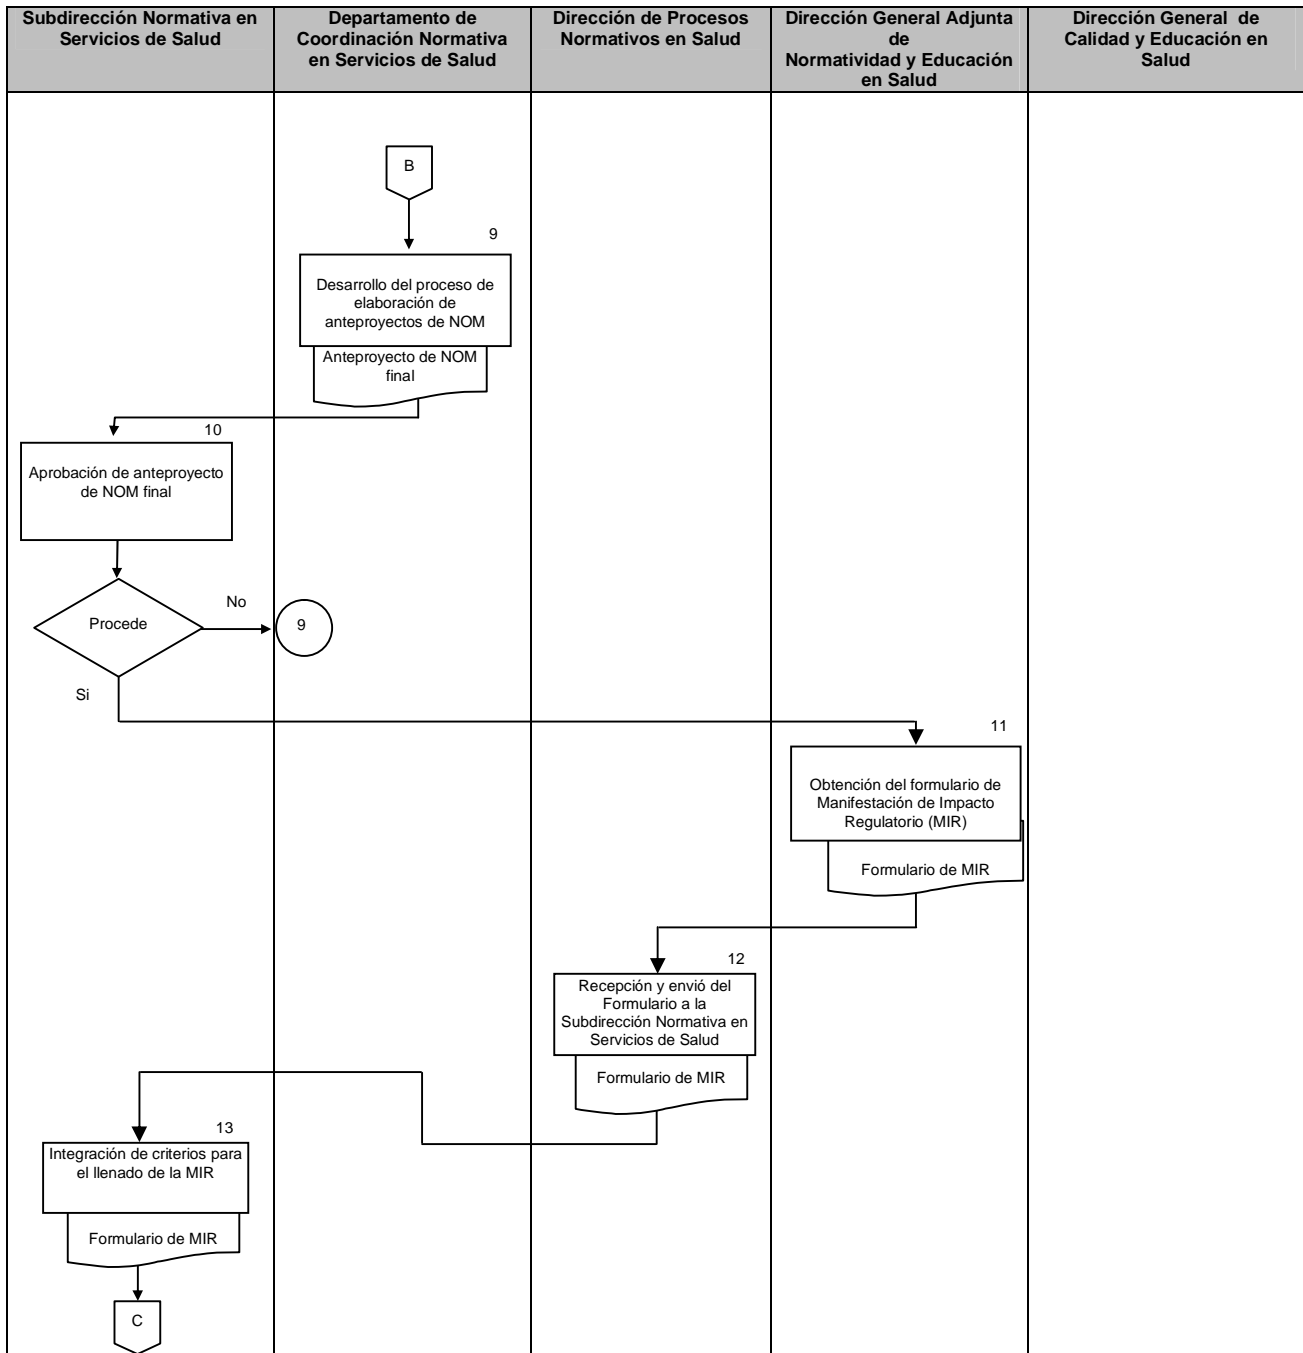 Subdirección Normativa en
Servicios de Salud
Departamento de
Coordinación Normativa
en Servicios de Salud
Dirección de Procesos
Normativos en Salud
Dirección General Adjunta
de
Normatividad y Educación
en Salud
Dirección General de
Calidad y Educación en
Salud
B
9
Desarrollo del proceso de
elaboración de
anteproyectos de NOM
Anteproyecto de NOM
final
10
Aprobación de anteproyecto
de NOM final
Procede
No
9
Si
11
Obtención del formulario de
Manifestación de Impacto
Regulatorio (MIR)
Formulario de MIR
12
Recepción y envió del
Formulario a la
Subdirección Normativa en
Servicios de Salud
Formulario de MIR
13
Integración de criterios para
el llenado de la MIR
Formulario de MIR
C